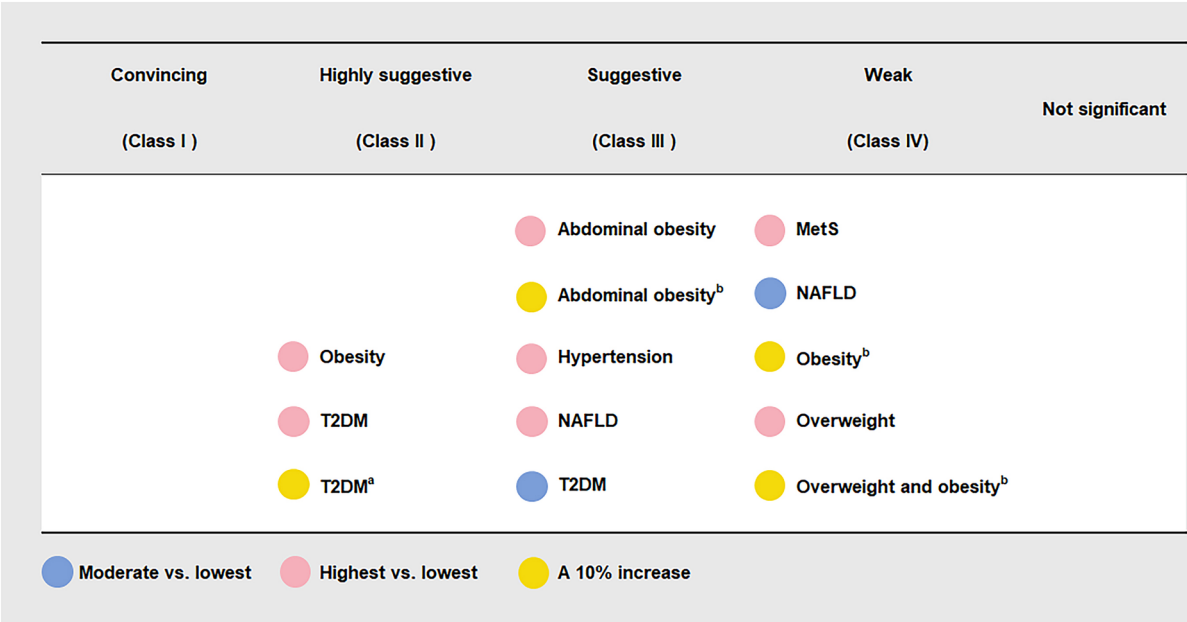 Convincing Highly suggestive Suggestive Weak
Not significant
(Class I ) (Class II ) (Class III ) (Class IV)
Abdominal obesity MetS
Abdominal obesityb NAFLD
Obesity Hypertension Obesityb
T2DM NAFLD Overweight
T2DMa T2DM Overweight and obesityb
Moderate vs. lowest Highest vs. lowest A 10% increase